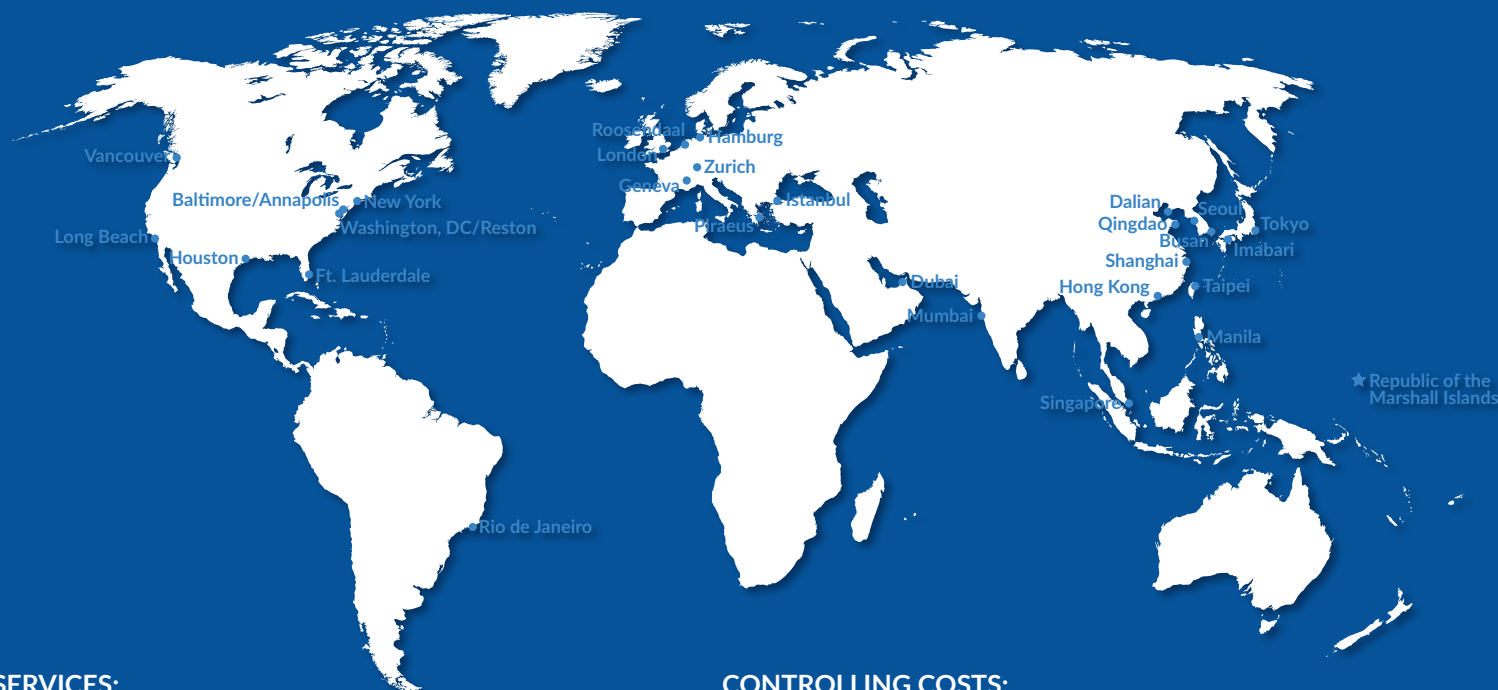 Roosendaal
Hamburg
London
Vancouver
Zurich
Geneva
Baltimore/Annapolis
New York
Istanbul
Dalian
Seoul
Piraeus
Washington, DC/Reston
Qingdao
Tokyo
Long Beach
Busan
Imabari
Houston
Shanghai
Ft. Lauderdale
Dubai
Hong Kong
Taipei
Mumbai
Manila
Republic of the
Marshall Islands
Singapore
Rio de Janeiro
SERVICES:
CONTROLLING COSTS: